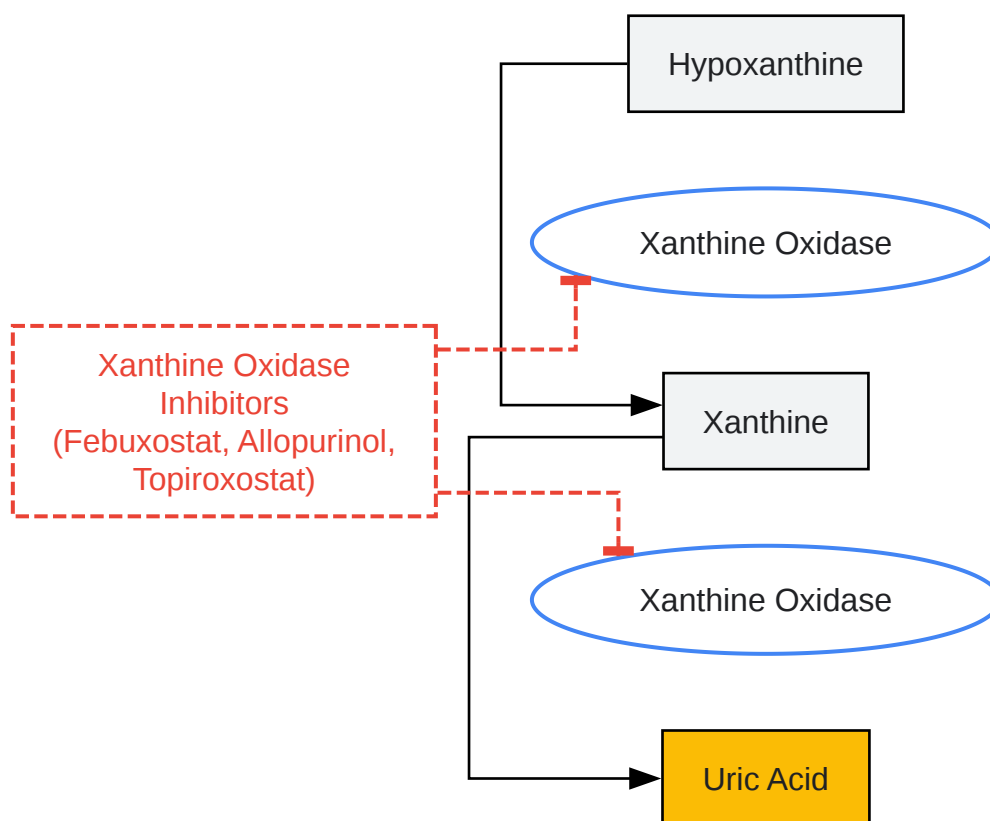 Hypoxanthine
Xanthine Oxidase
Xanthine Oxidase
Inhibitors
(Febuxostat, Allopurinol,
Topiroxostat)
Xanthine
Xanthine Oxidase
Uric Acid